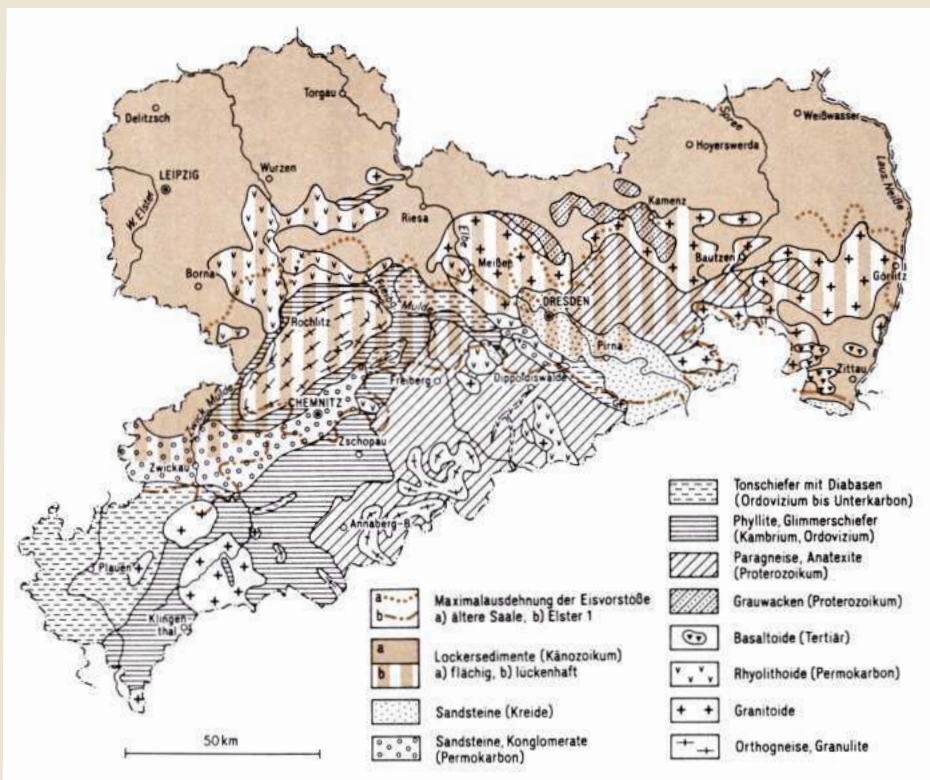 Torgau
Delitzsch
Spree
Weißwasser
Hoyerswerda
LEIPZIG
Wurzen
Laus. Neiße
W. Elster
Kamenz
Riesa
Elbe
Borna
Meißen
Bautzen
Görlitz
Mulde
DRESDEN
Rochlitz
Pirna
Freiberg
Dippoldiswalde
Zittau
CHEMNITZ
Zwick. Mulde
Zschopau
Zwickau
Annaberg-B.
Plauen
Klingen-
thal
a
b
Maximalausdehnung der Eisvorstöße
a) ältere Saale, b) Elster 1
a
b
Lockersedimente (Känozoikum)
a) flächig, b) lückenhaft
Sandsteine (Kreide)
Sandsteine, Konglomerate
(Permokarbon)
Tonschiefer mit Diabasen
(Ordovizium bis Unterkarbon)
Phyllite, Glimmerschiefer
(Kambrium, Ordovizium)
Paragneise, Anatexite
(Proterozoikum)
Grauwacken (Proterozoikum)
Basaltoide (Tertiär)
Rhyolithoide (Permokarbon)
Granitoide
Orthogneise, Granulite
50 km